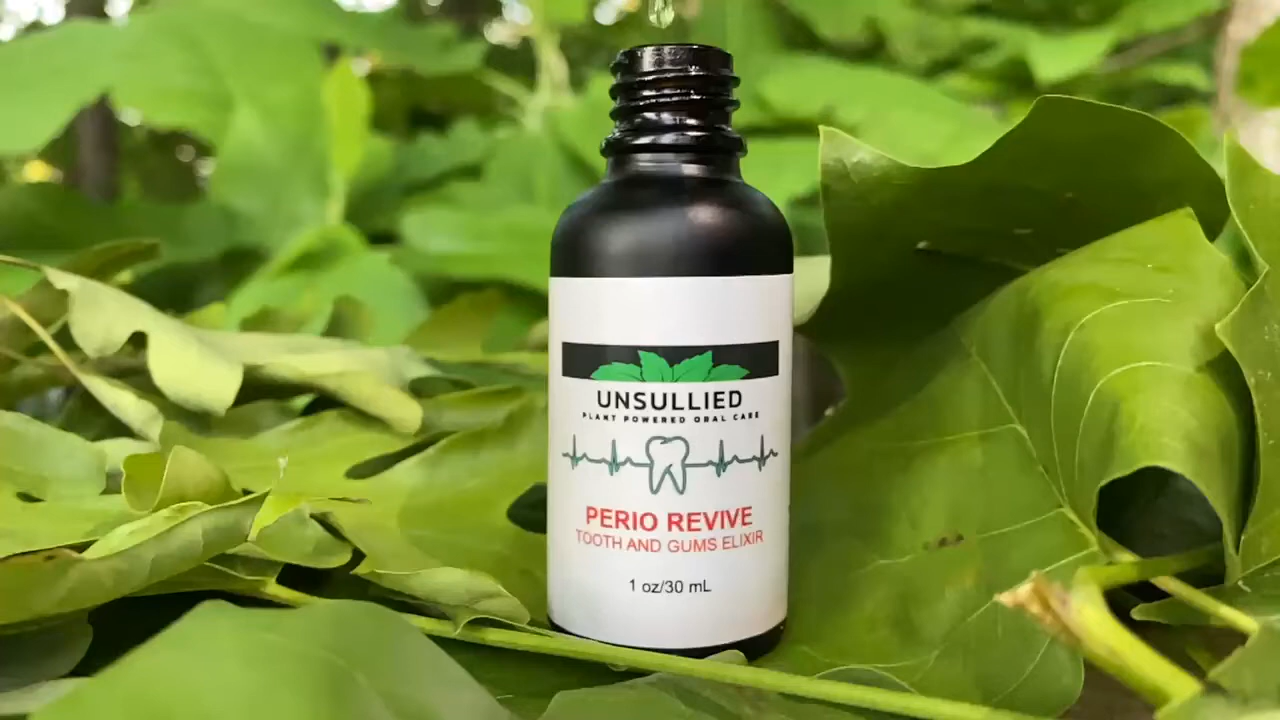 UNSULLIED
PLANT POWERED ORAL CARE
PERIO REVIVE
TOOTH AND GUMS ELIXIR
1 oz/30 mL